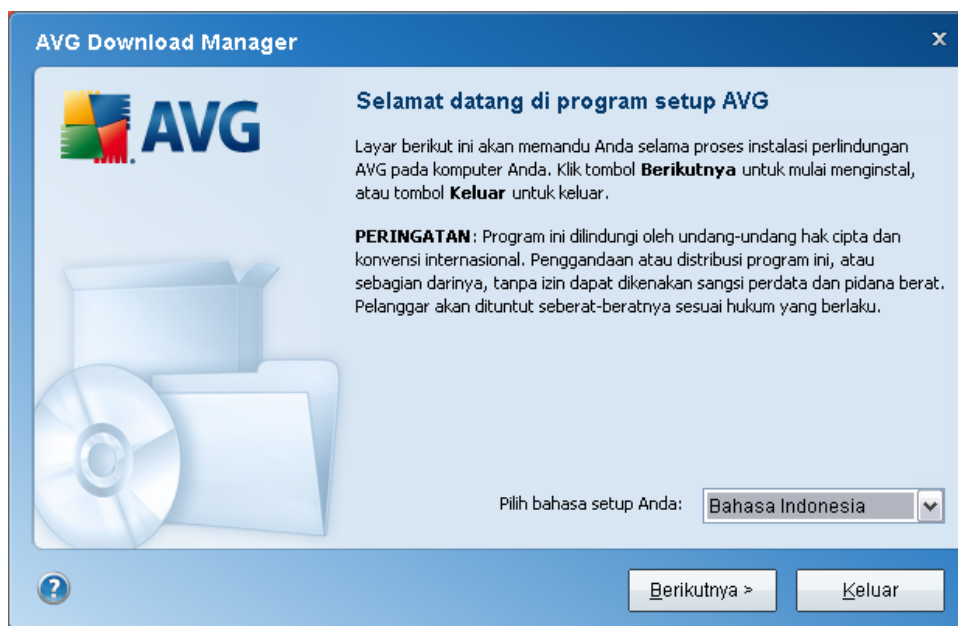 AVG Download Manager
AVG
Selamat datang di program setup AVG
Layar berikut ini akan memandu Anda selama proses instalasi perlindungan
AVG pada komputer Anda. Klik tombol Berikutnya untuk mulai menginstal,
atau tombol Keluar untuk keluar.
PERINGATAN: Program ini dilindungi oleh undang-undang hak cipta dan
konvensi internasional. Penggandaan atau distribusi program ini, atau
sebagian darinya, tanpa izin dapat dikenakan sangsi perdata dan pidana berat.
Pelanggar akan dituntut seberat-beratnya sesuai hukum yang berlaku.
Pilih bahasa setup Anda: Bahasa Indonesia
Berikutnya > Keluar